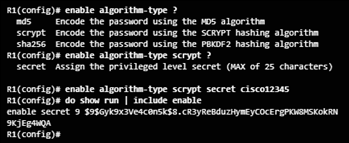 R1(config)# enable algorithm-type ?
md5 Encode the password using the MD5 algorithm
scrypt Encode the password using the SCRYPT hashing algorithm
sha256 Encode the password using the PBKDF2 hashing algorithm
R1(config)# enable algorithm-type scrypt ?
secret Assign the privileged level secret (MAX of 25 characters)
R1(config)# enable algorithm-type scrypt secret cisco12345
R1(config)# do show run | include enable
enable secret 9 $9$Gyk9x3Ve4c0nSk$8.cR3yReBduzHymEyCOcErgPKW8MSKokRN
9KjEg4WQA
R1(config)#